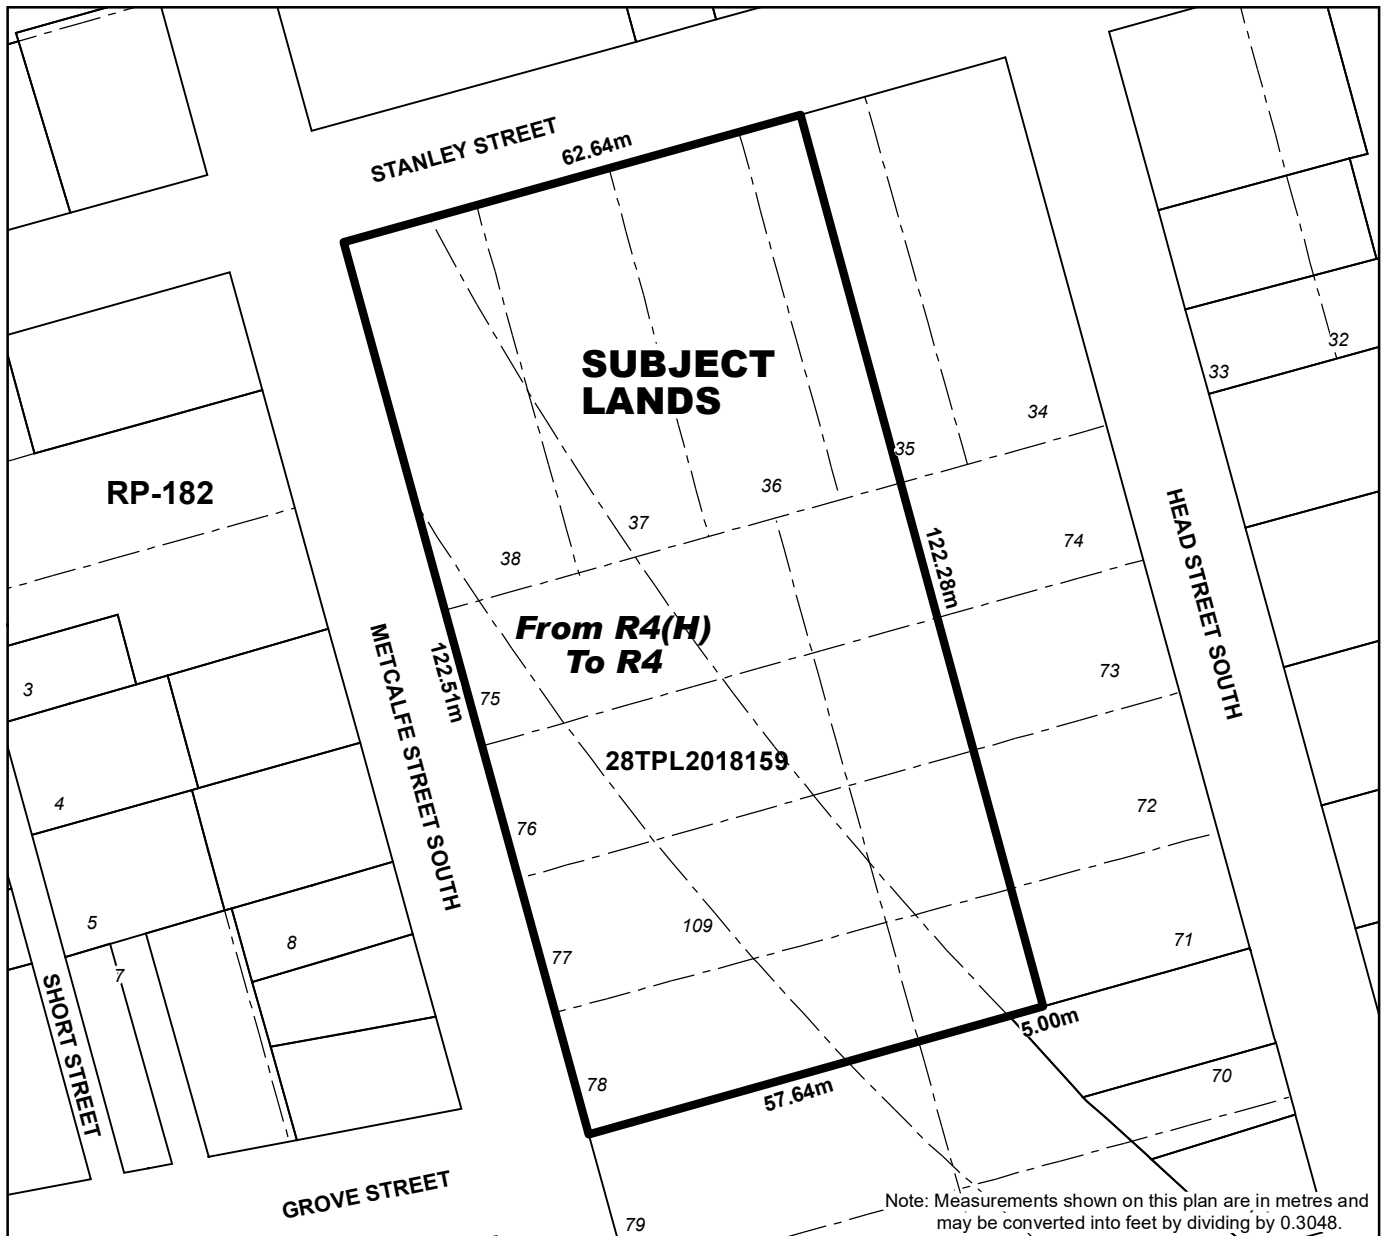 STANLEY STREET
62.64m
SUBJECT
LANDS
32
33
34
35
RP-182
36
37
38
HEAD STREET SOUTH
122.28m
74
From R4(H)
To R4
METCALFE STREET SOUTH
122.51m
75
73
3
28TPL2018159
4
76
72
5
8
109
71
77
7
SHORT STREET
5.00m
78
57.64m
70
GROVE STREET
79
Note: Measurements shown on this plan are in metres and
may be converted into feet by dividing by 0.3048.